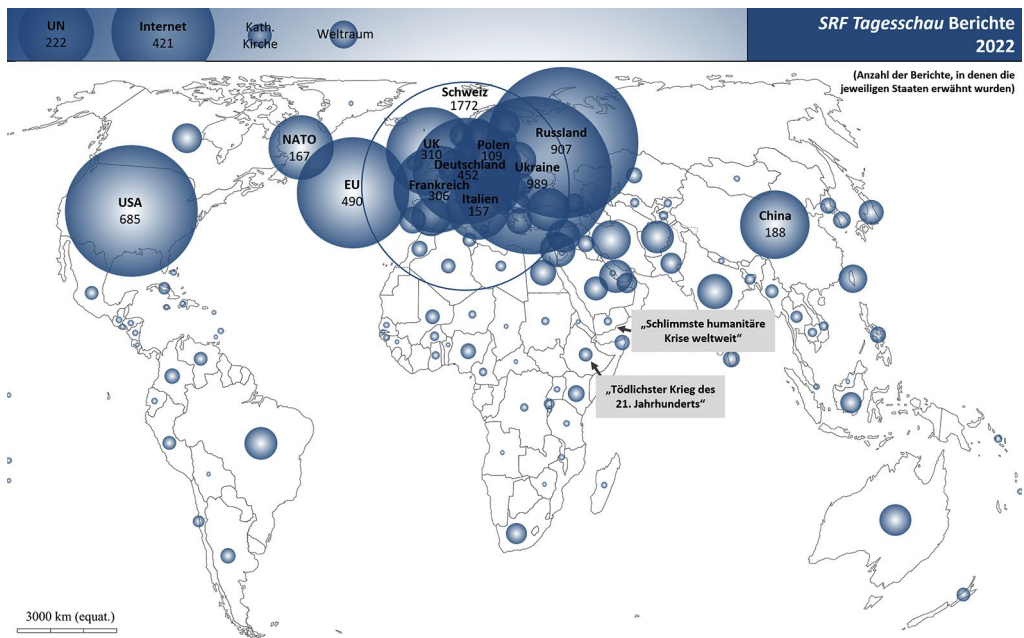 UN
222
Internet
421
Kath.
Kirche
Weltraum
SRF Tagesschau Berichte
2022
(Anzahl der Berichte, in denen die
jeweiligen Staaten erwähnt wurden)
Schweiz
1772
NATO
167
UK
310
Polen
109
Russland
907
Deutschland
452
Ukraine
989
EU
490
Frankreich
306
Italien
157
USA
685
China
188
„Schlimmste humanitäre
Krise weltweit“
„Tödlichster Krieg des
21. Jahrhunderts“
3000 km (equat.)